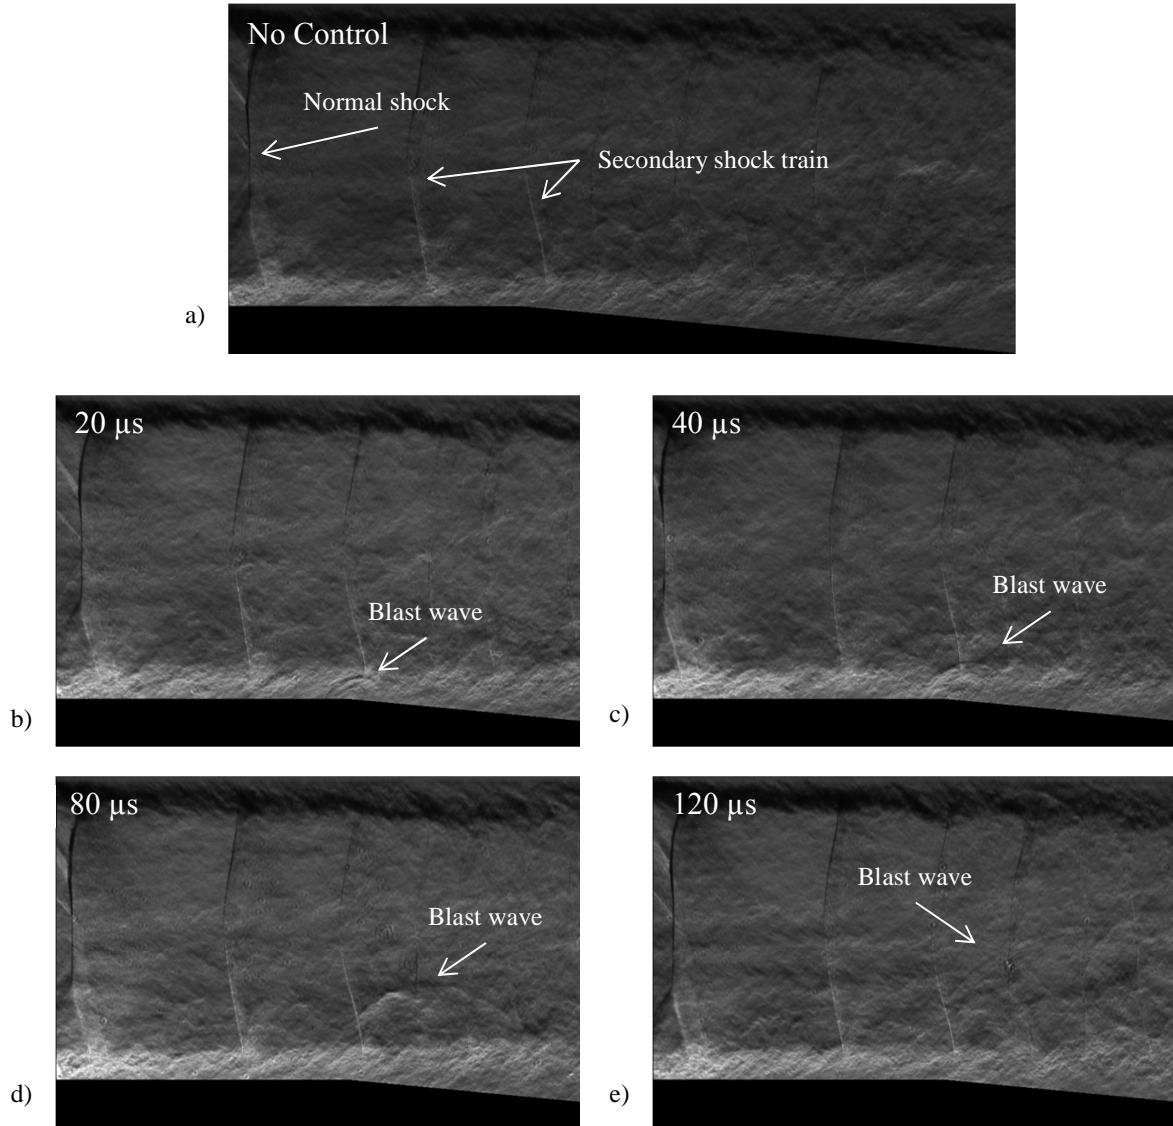 No Control
Normal shock
Secondary shock train
a)
20 µs
Blast wave
b)
40 µs
Blast wave
c)
80 µs
Blast wave
d)
120 µs
Blast wave
e)